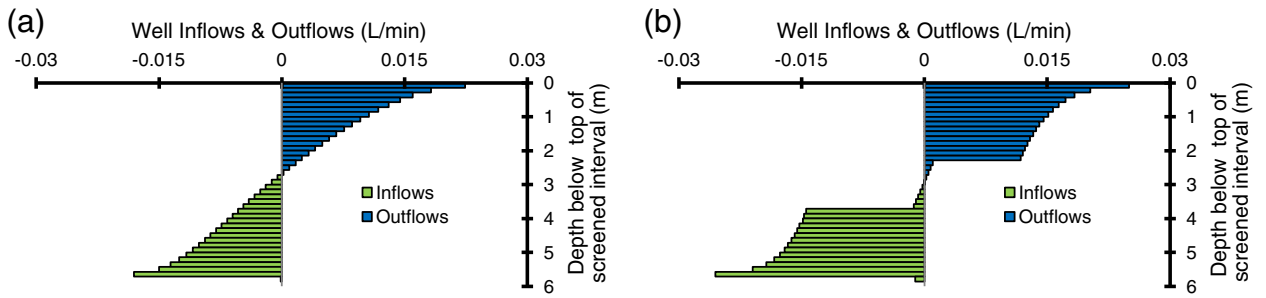 (a)
Well Inflows & Outflows (L/min)
-0.03 -0.015 0 0.015 0.03
0
1
2
3
4
5
6
Depth below top of
screened interval (m)
Inflows
Outflows
(b)
Well Inflows & Outflows (L/min)
-0.03 -0.015 0 0.015 0.03
0
1
2
3
4
5
6
Depth below top of
screened interval (m)
Inflows
Outflows